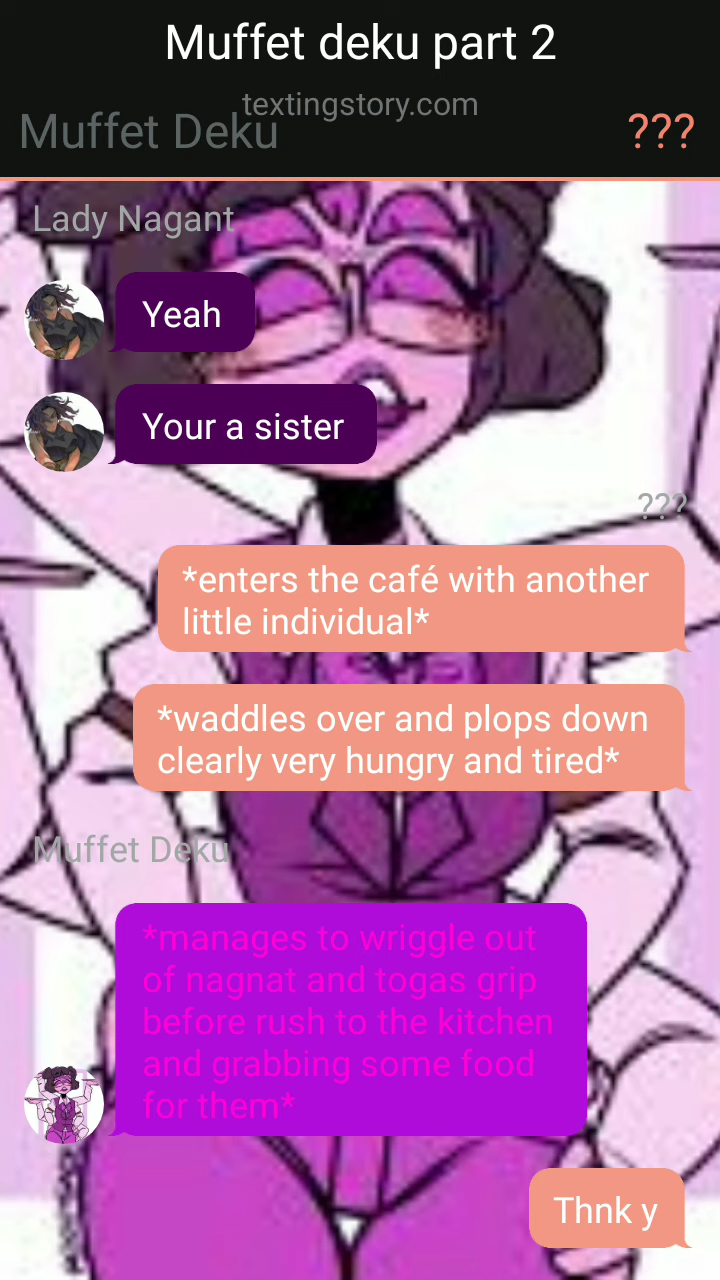 Muffet deku part 2
textingstory.com
Muffet Deku
???
Lady Nagant
Yeah
Your a sister
???
*enters the café with another
little individual*
*waddles over and plops down
clearly very hungry and tired*
Muffet Deku
*manages to wriggle out
of nagnat and togas grip
before rush to the kitchen
and grabbing some food
for them*
Thnk y